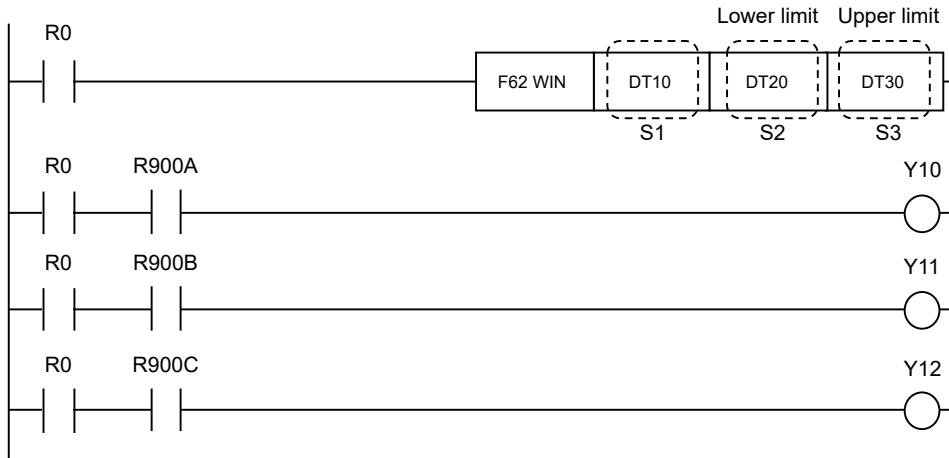 Lower limit Upper limit
R0
F62 WIN DT10 DT20 DT30
S1 S2 S3
R0 R900A Y10
R0 R900B Y11
R0 R900C Y12